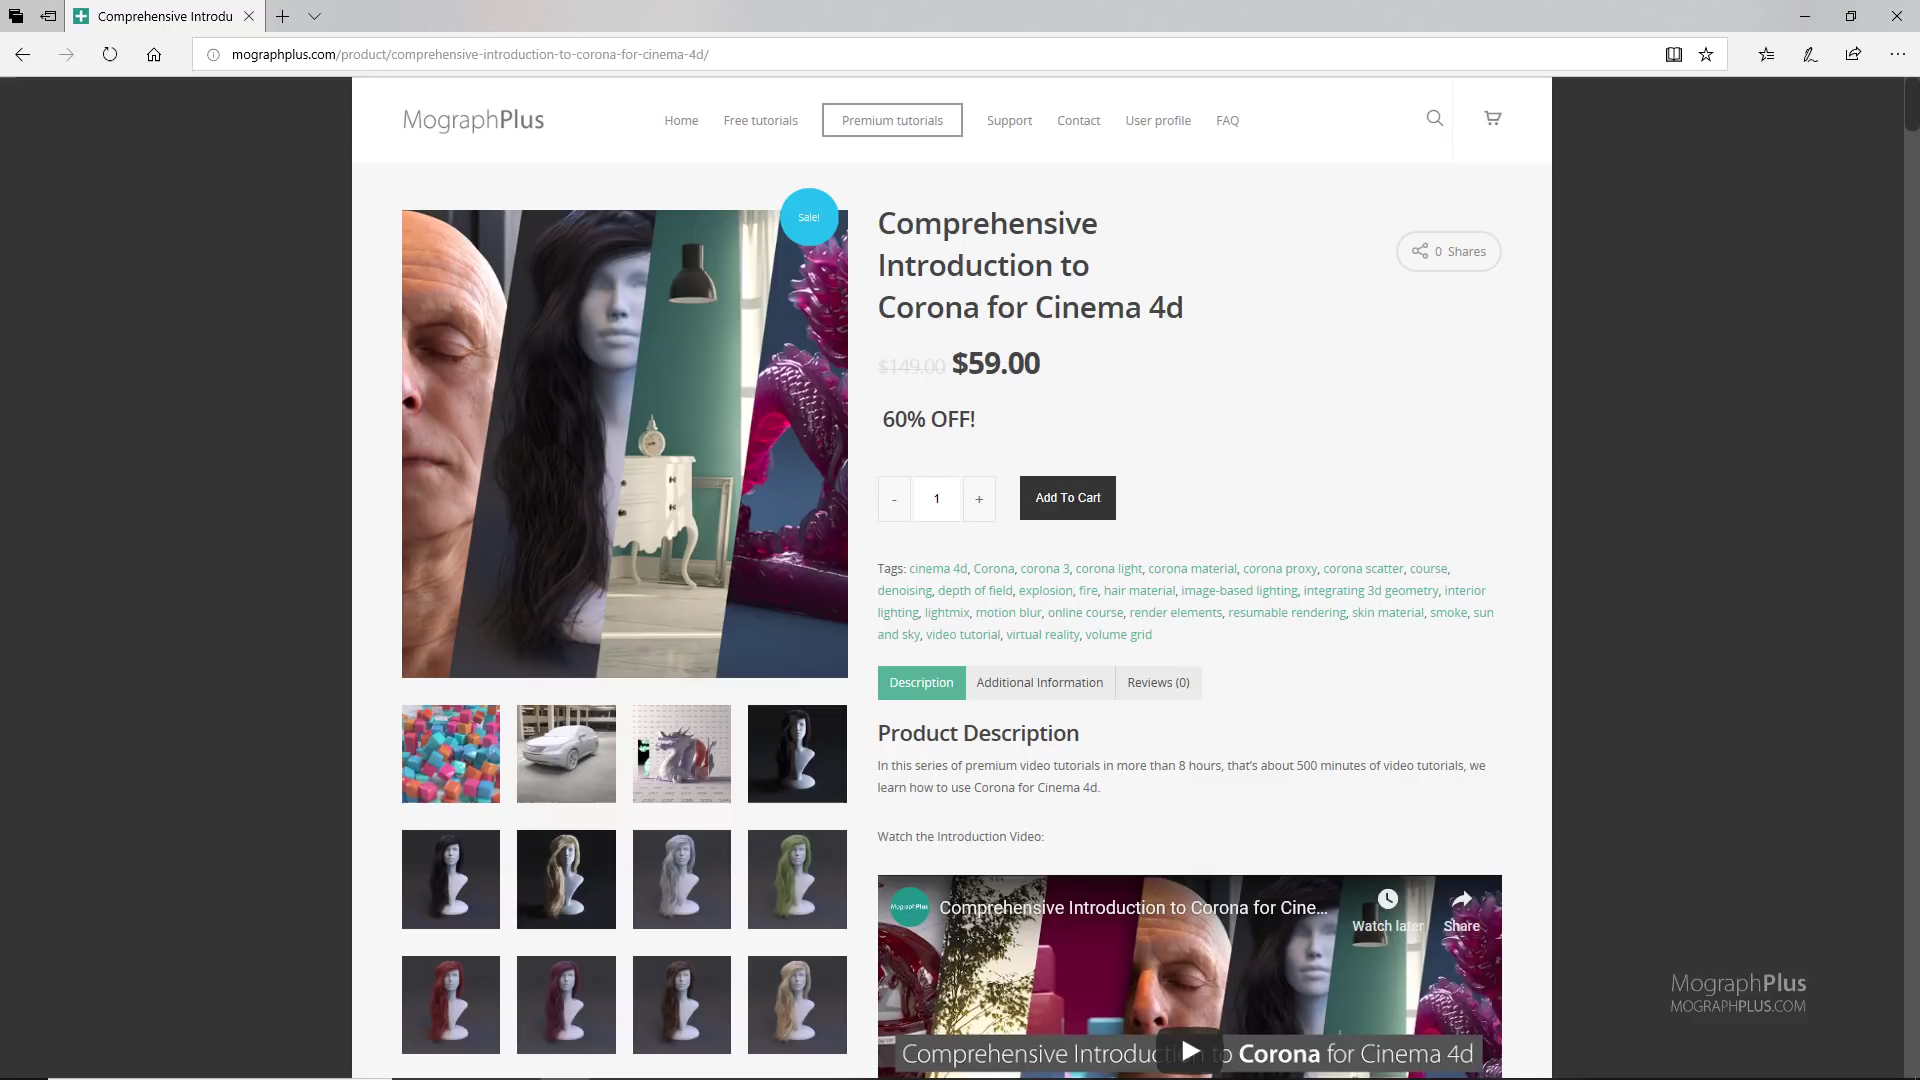 Comprehensive Introdu
mographplus.com/product/comprehensive-introduction-to-corona-for-cinema-4d/
MographPlus
Home
Free tutorials
Premium tutorials
Support
Contact
User profile
FAQ
Sale!
Comprehensive
Introduction to
Corona for Cinema 4d
0 Shares
$149.00 $59.00
60% OFF!
- 1 +
Add To Cart
Tags: cinema 4d, Corona, corona 3, corona light, corona material, corona proxy, corona scatter, course,
denoising, depth of field, explosion, fire, hair material, image-based lighting, integrating 3d geometry, interior
lighting, lightmix, motion blur, online course, render elements, resumable rendering, skin material, smoke, sun
and sky, video tutorial, virtual reality, volume grid
Description
Additional Information
Reviews (0)
Product Description
In this series of premium video tutorials in more than 8 hours, that's about 500 minutes of video tutorials, we
learn how to use Corona for Cinema 4d.
Watch the Introduction Video:
MographPlus
Comprehensive Introduction to Corona for Cine...
Watch later
Share
Comprehensive Introduction to Corona for Cinema 4d
MographPlus
MOGRAPHPLUS.COM